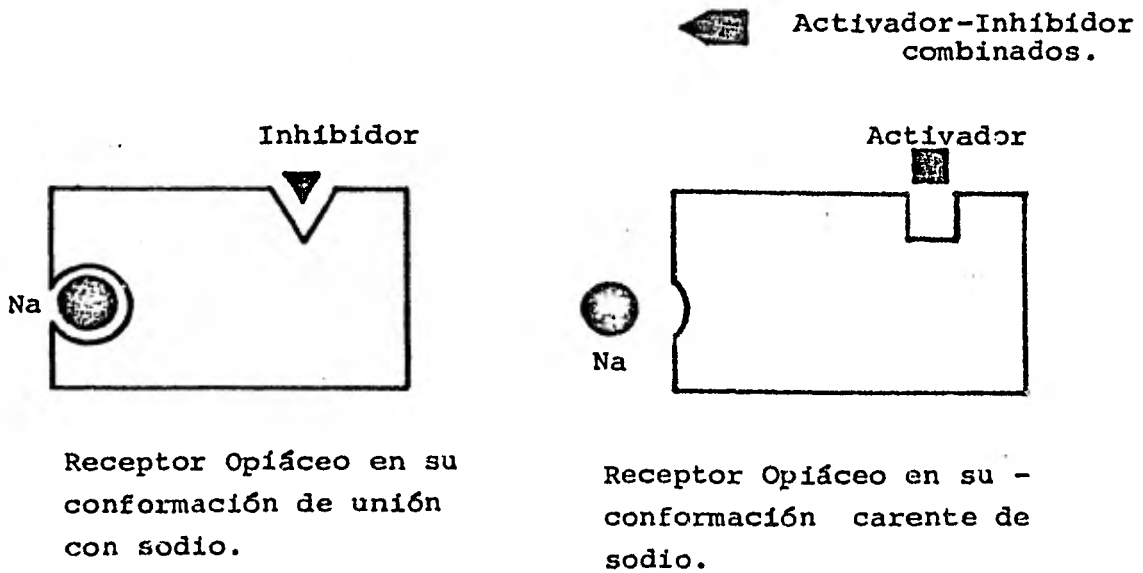 Activador-Inhibidor
combinados.
Inhibidor
Activador
Na
Na
Receptor Opiáceo en su
conformación de unión
con sodio.
Receptor Opiáceo en su -
conformación carente de
sodio.